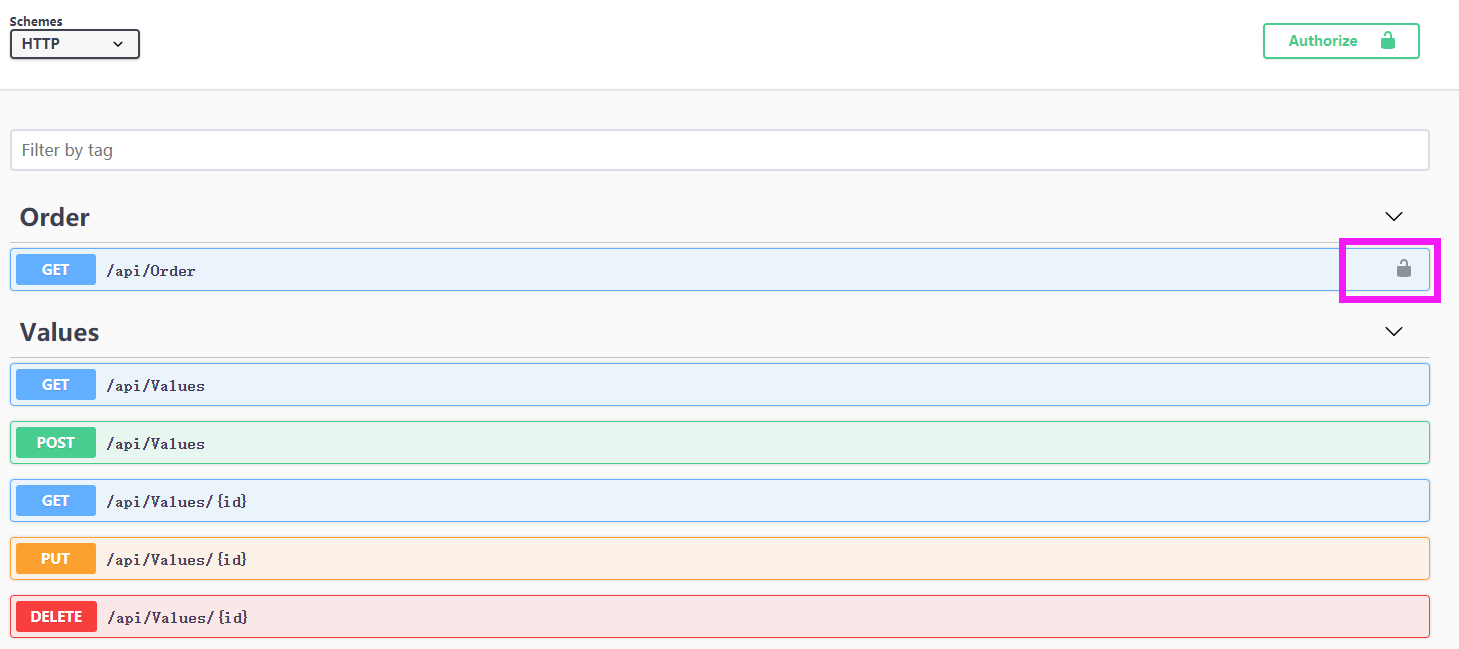 Schemes
HTTP
Authorize
Filter by tag
Order
GET /api/Order
Values
GET /api/Values
POST /api/Values
GET /api/Values/{id}
PUT /api/Values/{id}
DELETE /api/Values/{id}